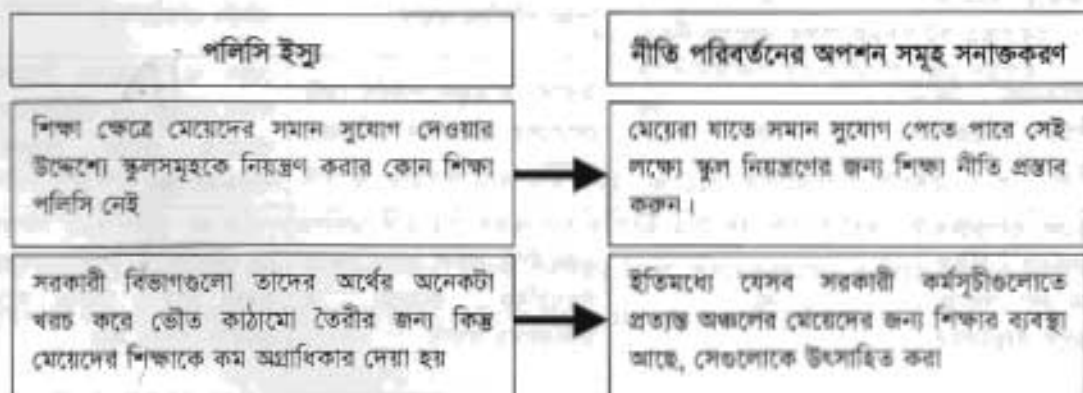 পলিসি ইস্যু
নীতি পরিবর্তনের অপশন সমূহ সনাক্তকরণ
শিক্ষা ক্ষেত্রে মেয়েদের সমান সুযোগ দেওয়ার
উদ্দেশ্যে স্কুলসমূহকে নিয়ন্ত্রণ করার কোন শিক্ষা
পলিসি নেই
মেয়েরা যাতে সমান সুযোগ পেতে পারে সেই
লক্ষ্যে স্কুল নিয়ন্ত্রণের জন্য শিক্ষা নীতি প্রস্তাব
করুন।
সরকারী বিভাগগুলো তাদের অর্থের অনেকটা
খরচ করে ভৌত কাঠামো তৈরীর জন্য কিন্তু
মেয়েদের শিক্ষাকে কম অগ্রাধিকার দেয়া হয়
ইতিমধ্যে যেসব সরকারী কর্মসূচীগুলোতে
প্রত্যন্ত অঞ্চলের মেয়েদের জন্য শিক্ষার ব্যবস্থা
আছে, সেগুলোকে উৎসাহিত করা